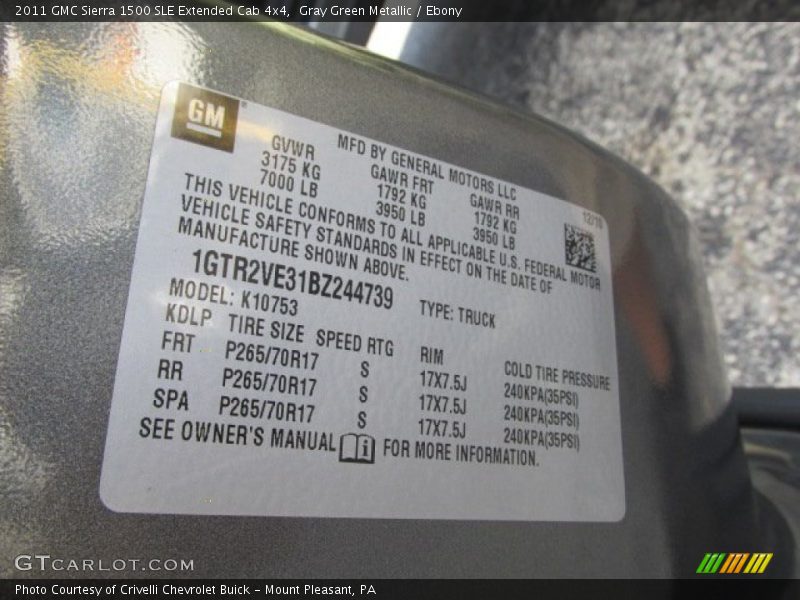 2011 GMC Sierra 1500 SLE Extended Cab 4x4, Gray Green Metallic / Ebony
GM
MFD BY GENERAL MOTORS LLC 12/10
GVWR GAWR FRT GAWR RR
3175 KG 1792 KG 1792 KG
7000 LB 3950 LB 3950 LB
THIS VEHICLE CONFORMS TO ALL APPLICABLE U.S. FEDERAL MOTOR
VEHICLE SAFETY STANDARDS IN EFFECT ON THE DATE OF
MANUFACTURE SHOWN ABOVE.
1GTR2VE31BZ244739
MODEL: K10753 TYPE: TRUCK
KDLP TIRE SIZE SPEED RTG RIM COLD TIRE PRESSURE
FRT P265/70R17 S 17X7.5J 240KPA(35PSI)
RR P265/70R17 S 17X7.5J 240KPA(35PSI)
SPA P265/70R17 S 17X7.5J 240KPA(35PSI)
SEE OWNER'S MANUAL i FOR MORE INFORMATION.
GTCARLOT.COM
Photo Courtesy of Crivelli Chevrolet Buick – Mount Pleasant, PA